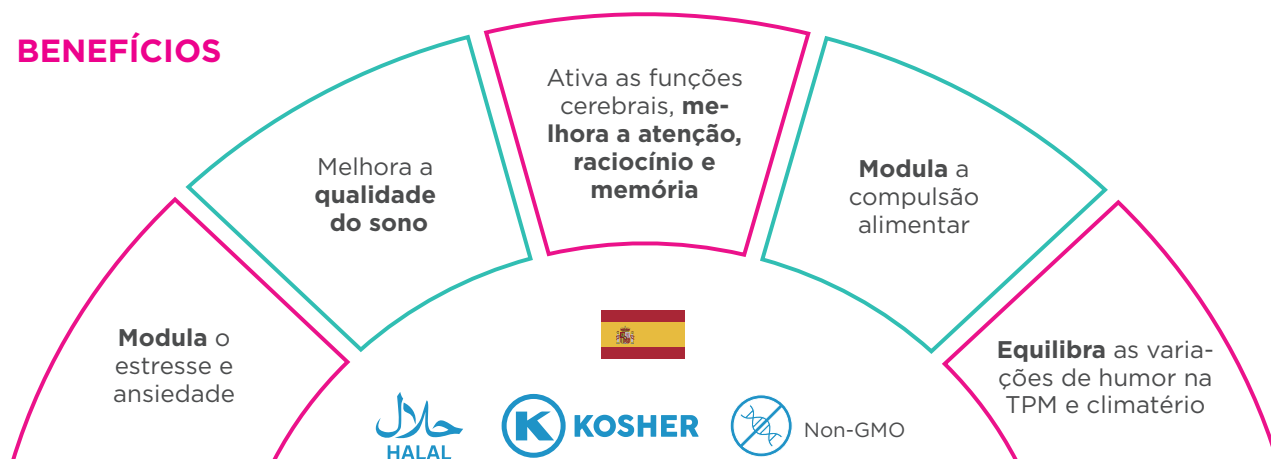 BENEFÍCIOS
Modula o
estresse e
ansiedade
Melhora a
qualidade
do sono
Ativa as funções
cerebrais, me-
lhora a atenção,
raciocínio e
memória
Modula a
compulsão
alimentar
Equilibra as varia-
ções de humor na
TPM e climatério
حلال
HALAL
K KOSHER
Non-GMO